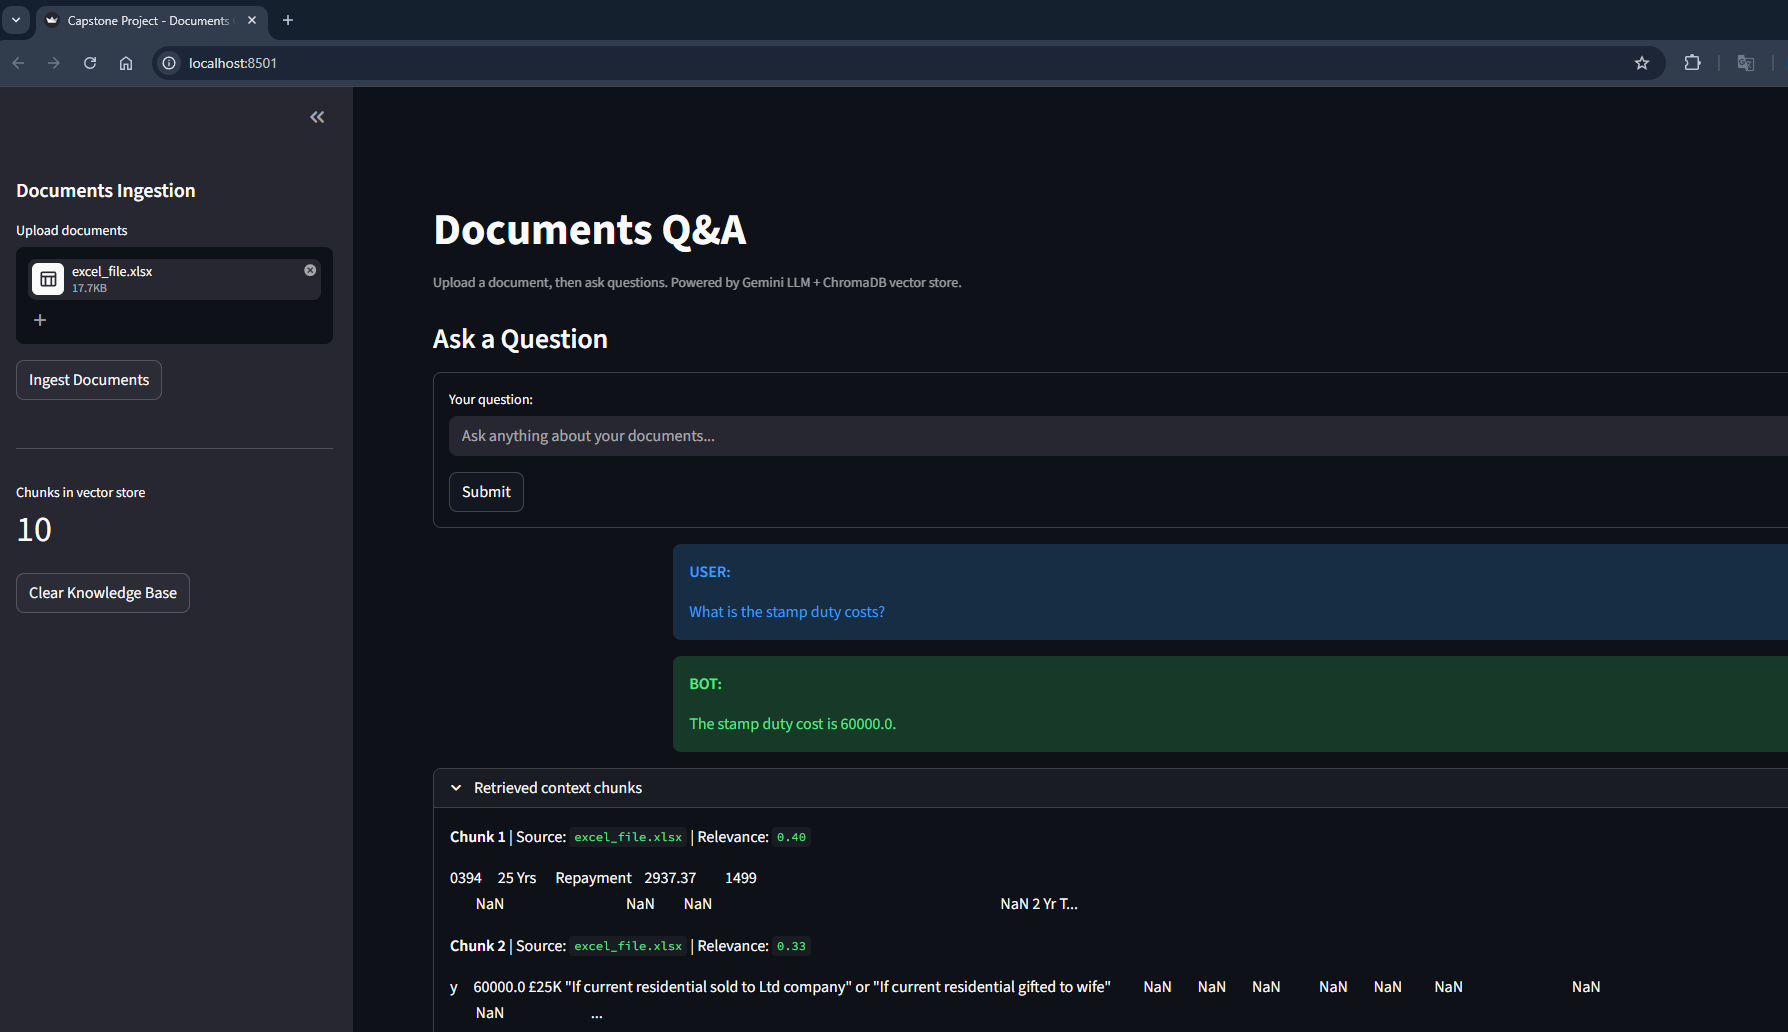 Capstone Project - Documents
localhost:8501
Documents Ingestion
Upload documents
excel_file.xlsx
17.7KB
Ingest Documents
Chunks in vector store
10
Clear Knowledge Base
Documents Q&A
Upload a document, then ask questions. Powered by Gemini LLM + ChromaDB vector store.
Ask a Question
Your question:
Ask anything about your documents...
Submit
USER:
What is the stamp duty costs?
BOT:
The stamp duty cost is 60000.0.
Retrieved context chunks
Chunk 1 | Source: excel_file.xlsx | Relevance: 0.40
0394 25 Yrs Repayment 2937.37 1499
NaN NaN NaN NaN 2 Yr T...
Chunk 2 | Source: excel_file.xlsx | Relevance: 0.33
y 60000.0 £25K "If current residential sold to Ltd company" or "If current residential gifted to wife" NaN NaN NaN NaN NaN NaN NaN
NaN ...